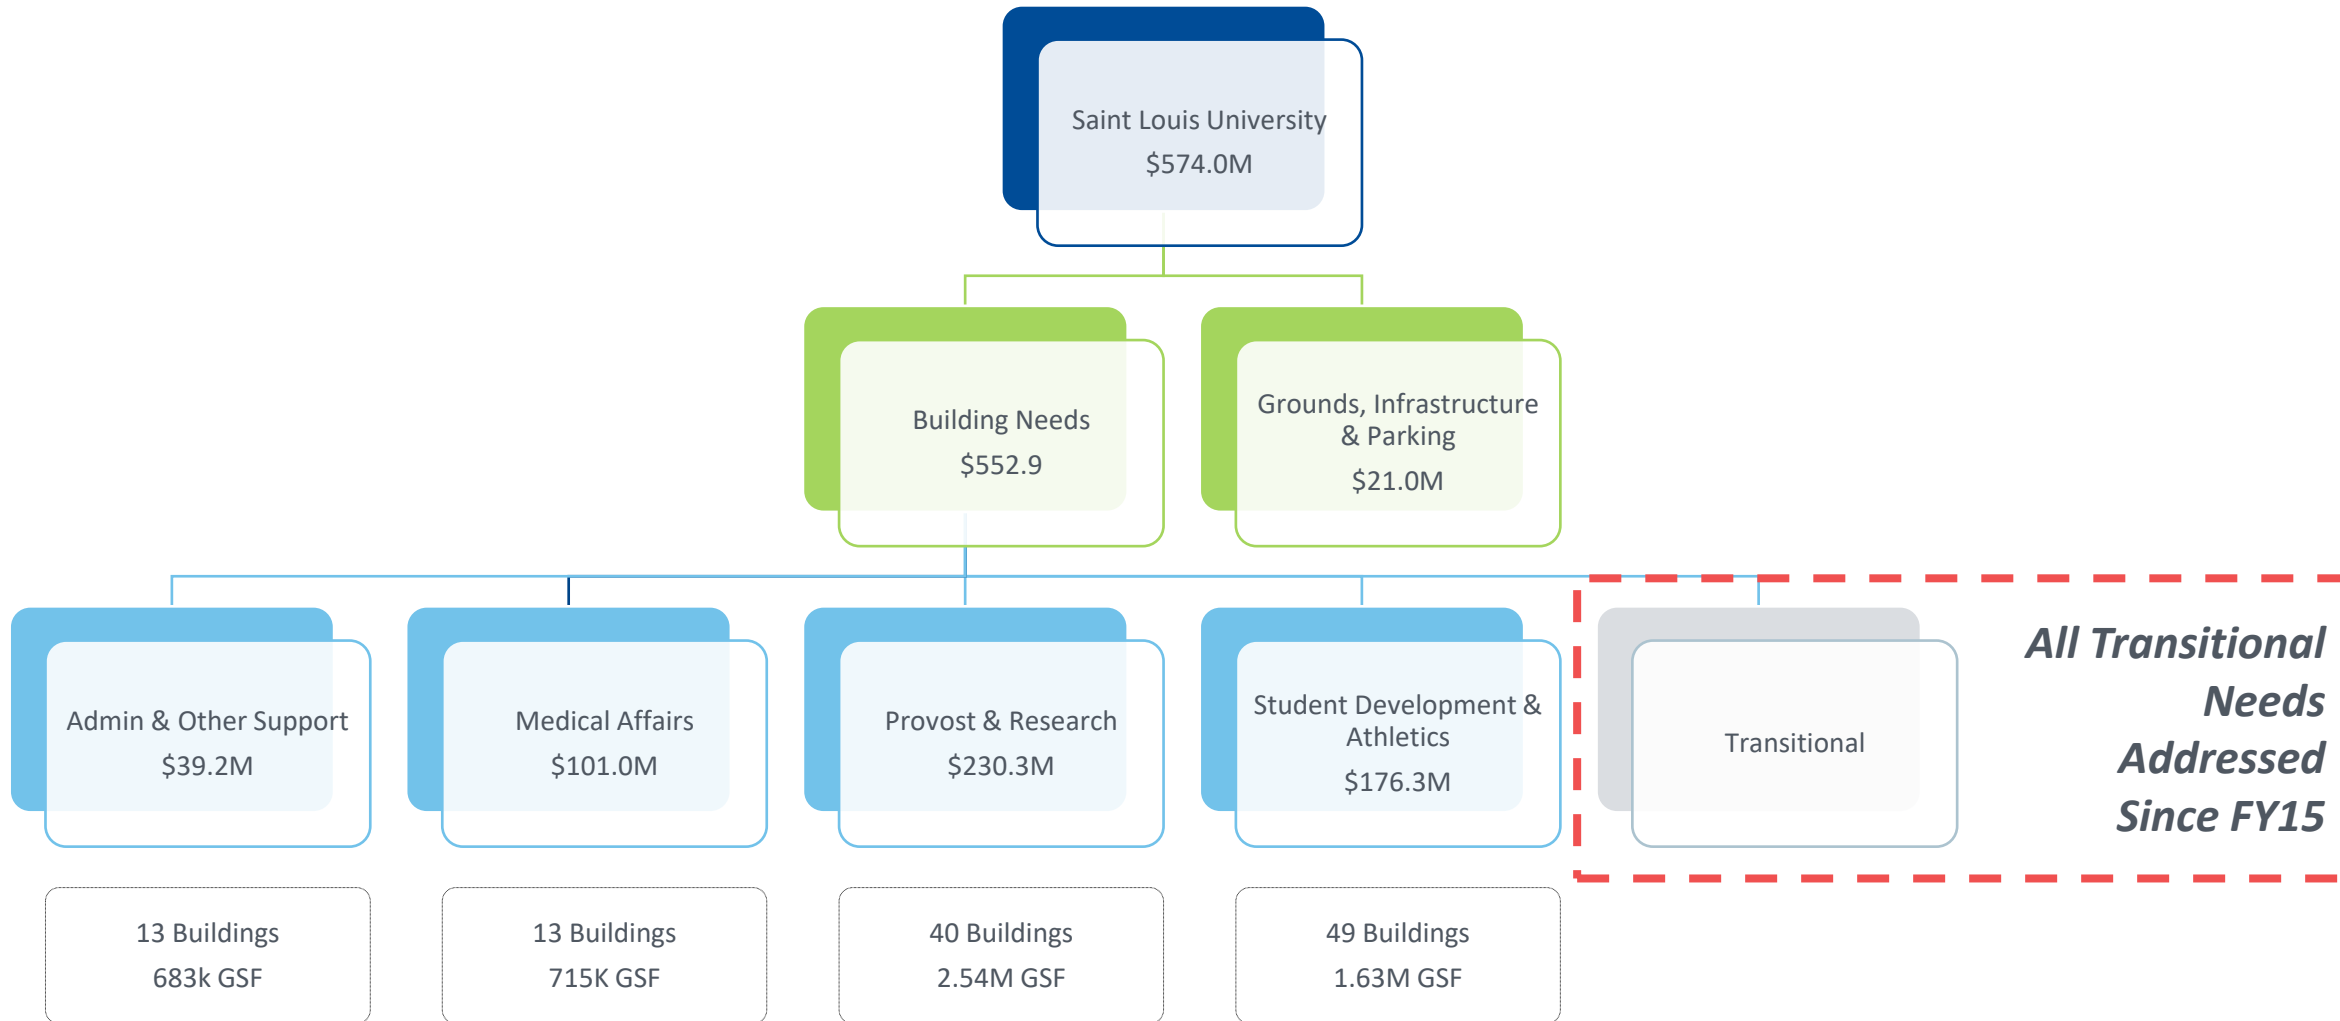 Saint Louis University
$574.0M
Building Needs
$552.9
Grounds, Infrastructure
& Parking
$21.0M
Admin & Other Support
$39.2M
Medical Affairs
$101.0M
Provost & Research
$230.3M
Student Development &
Athletics
$176.3M
Transitional
All Transitional
Needs
Addressed
Since FY15
13 Buildings
683k GSF
13 Buildings
715K GSF
40 Buildings
2.54M GSF
49 Buildings
1.63M GSF